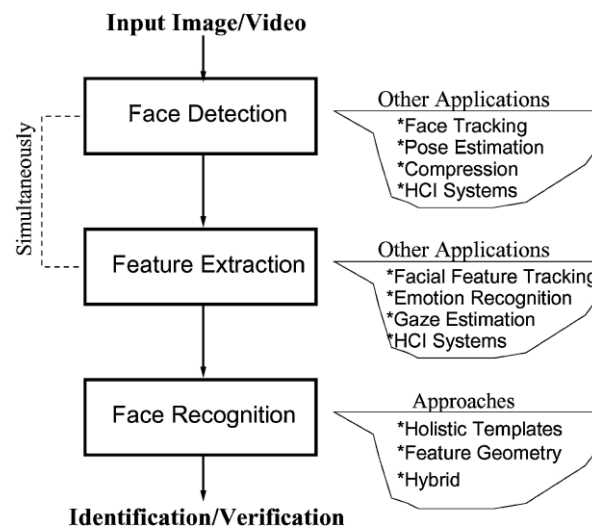 Input Image/Video
Face Detection
Other Applications
*Face Tracking
*Pose Estimation
*Compression
*HCI Systems
Simultaneously
Feature Extraction
Other Applications
*Facial Feature Tracking
*Emotion Recognition
*Gaze Estimation
*HCI Systems
Face Recognition
Approaches
*Holistic Templates
*Feature Geometry
*Hybrid
Identification/Verification